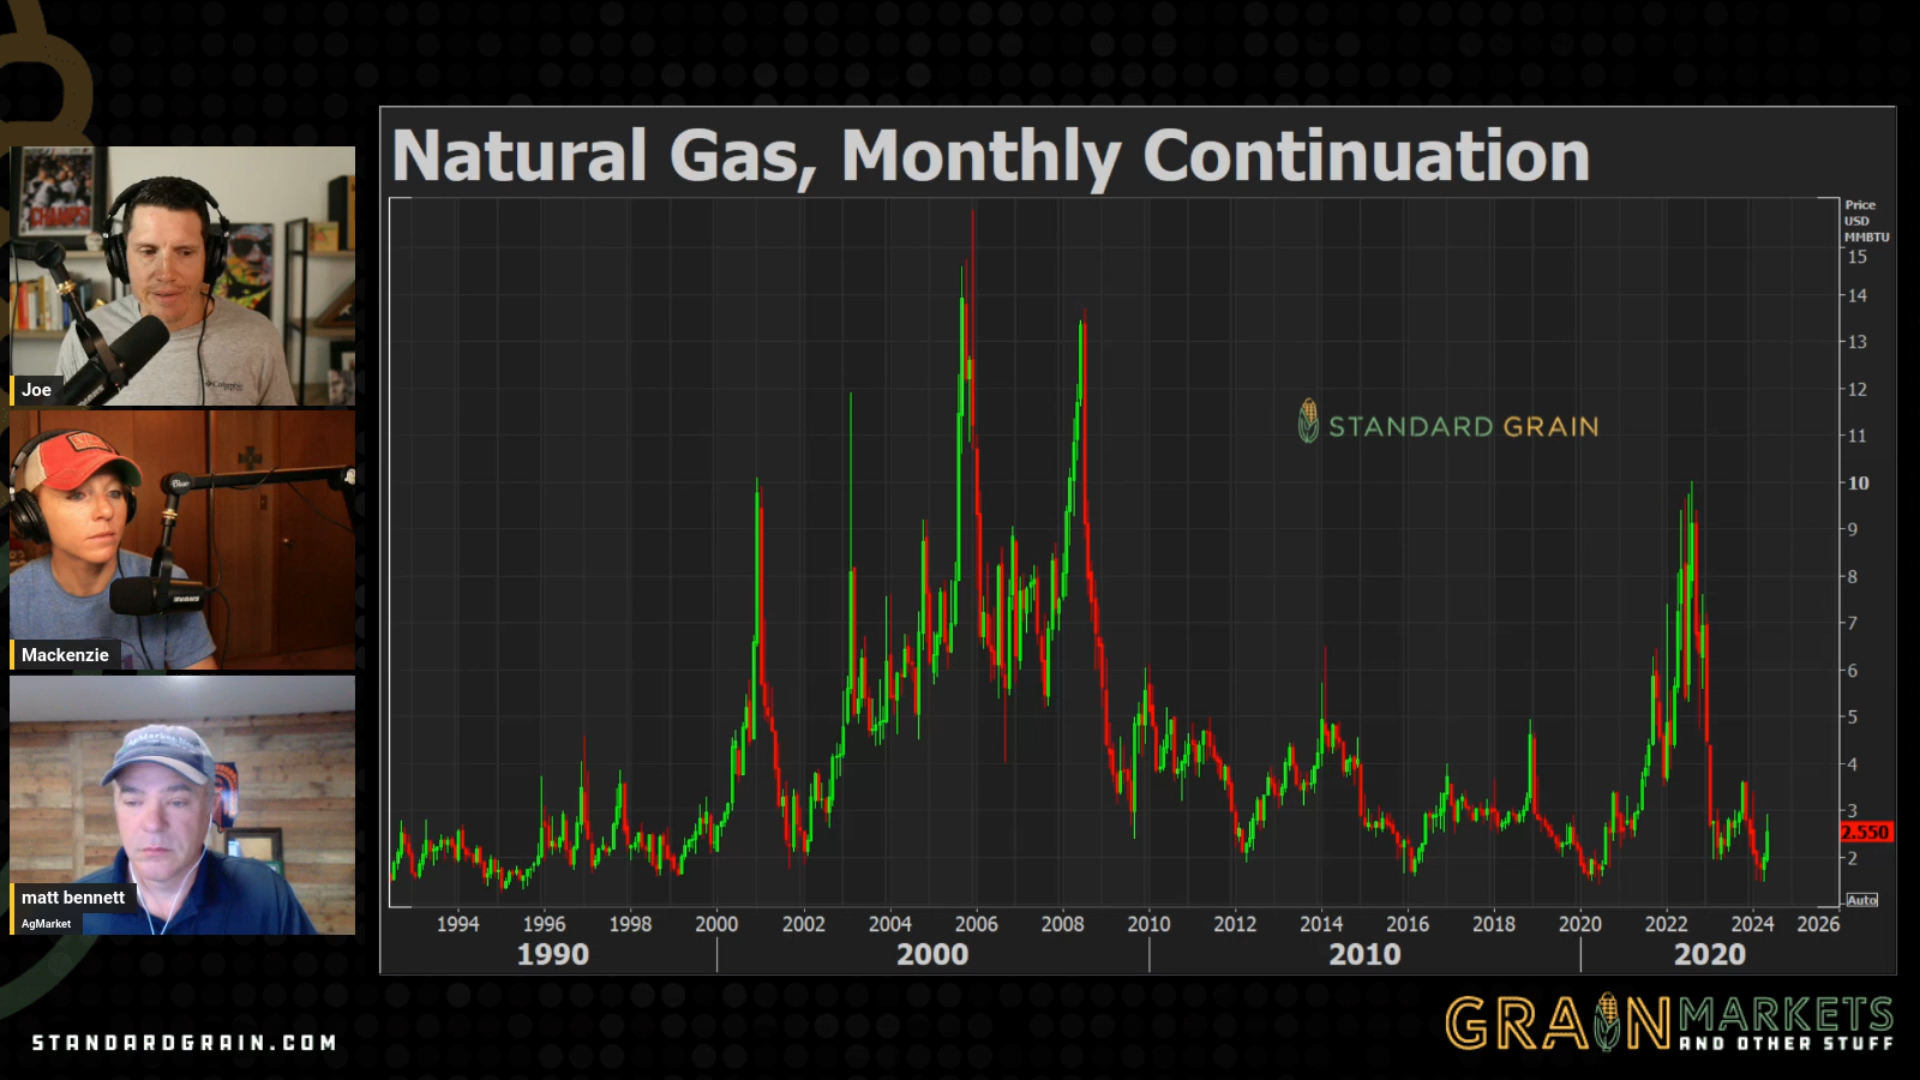 CHAMPS!
Columbia
Joe
Mackenzie
Blue
matt bennett
AgMarket
Natural Gas, Monthly Continuation
Price
USD
MMBTU
15
14
13
12
11
10
9
8
7
6
5
4
3
2.550
2
Auto
STANDARD GRAIN
1994 1996 1998 2000 2002 2004 2006 2008 2010 2012 2014 2016 2018 2020 2022 2024 2026
1990 2000 2010 2020
STANDARDGRAIN.COM
GRAIN MARKETS
AND OTHER STUFF